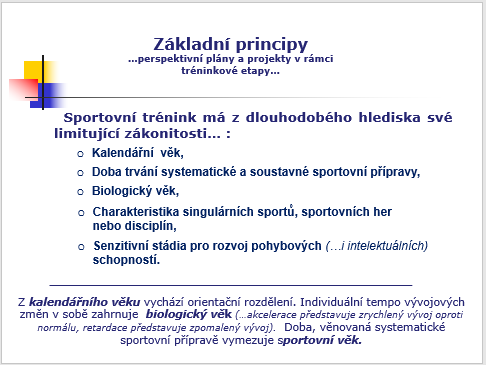 Základní principy
...perspektivní plány a projekty v rámci
tréninkové etapy...
Sportovní trénink má z dlouhodobého hlediska své
limitující zákonitosti... :
o Kalendářní věk,
o Doba trvání systematické a soustavné sportovní přípravy,
o Biologický věk,
o Charakteristika singulárních sportů, sportovních her
nebo disciplín,
o Senzitivní stádia pro rozvoj pohybových (...i intelektuálních)
schopností.
Z kalendářního věku vychází orientační rozdělení. Individuální tempo vývojových
změn v sobě zahrnuje biologický věk (...akcelerace představuje zrychlený vývoj oproti
normálu, retardace představuje zpomalený vývoj). Doba, věnovaná systematické
sportovní přípravě vymezuje sportovní věk.